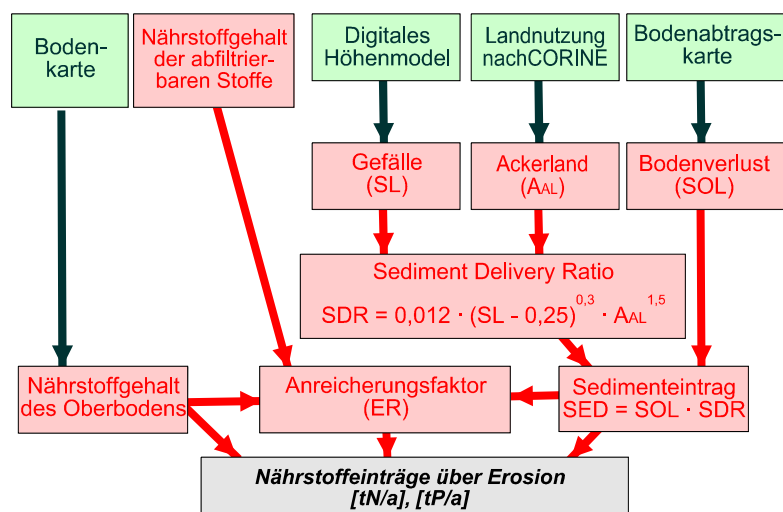 Boden-
karte
Nährstoffgehalt
der abfiltrier-
baren Stoffe
Digitales
Höhenmodel
Landnutzung
nachCORINE
Bodenabtrags-
karte
Gefälle
(SL)
Ackerland
(AAL)
Bodenverlust
(SOL)
Sediment Delivery Ratio
SDR = 0,012 · (SL - 0,25)^0,3 · AAL^1,5
Nährstoffgehalt
des Oberbodens
Anreicherungsfaktor
(ER)
Sedimenteintrag
SED = SOL · SDR
Nährstoffeinträge über Erosion
[tN/a], [tP/a]